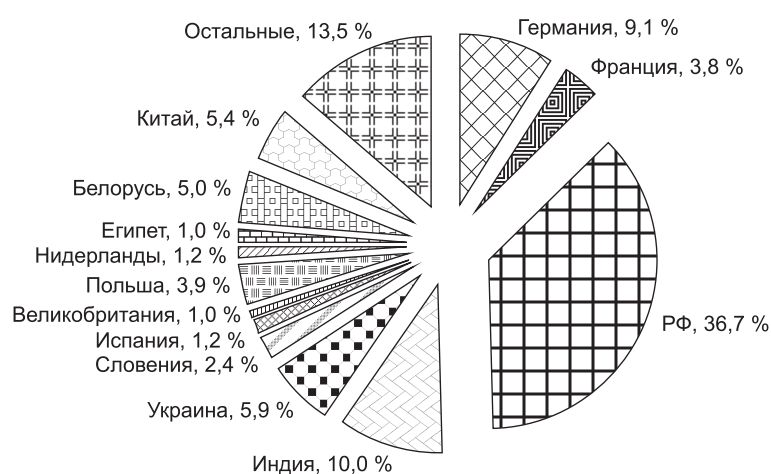 Остальные, 13,5 %
Германия, 9,1 %
Франция, 3,8 %
Китай, 5,4 %
Белорусь, 5,0 %
Египет, 1,0 %
Нидерланды, 1,2 %
Польша, 3,9 %
Великобритания, 1,0 %
Испания, 1,2 %
Словения, 2,4 %
Украина, 5,9 %
Индия, 10,0 %
РФ, 36,7 %